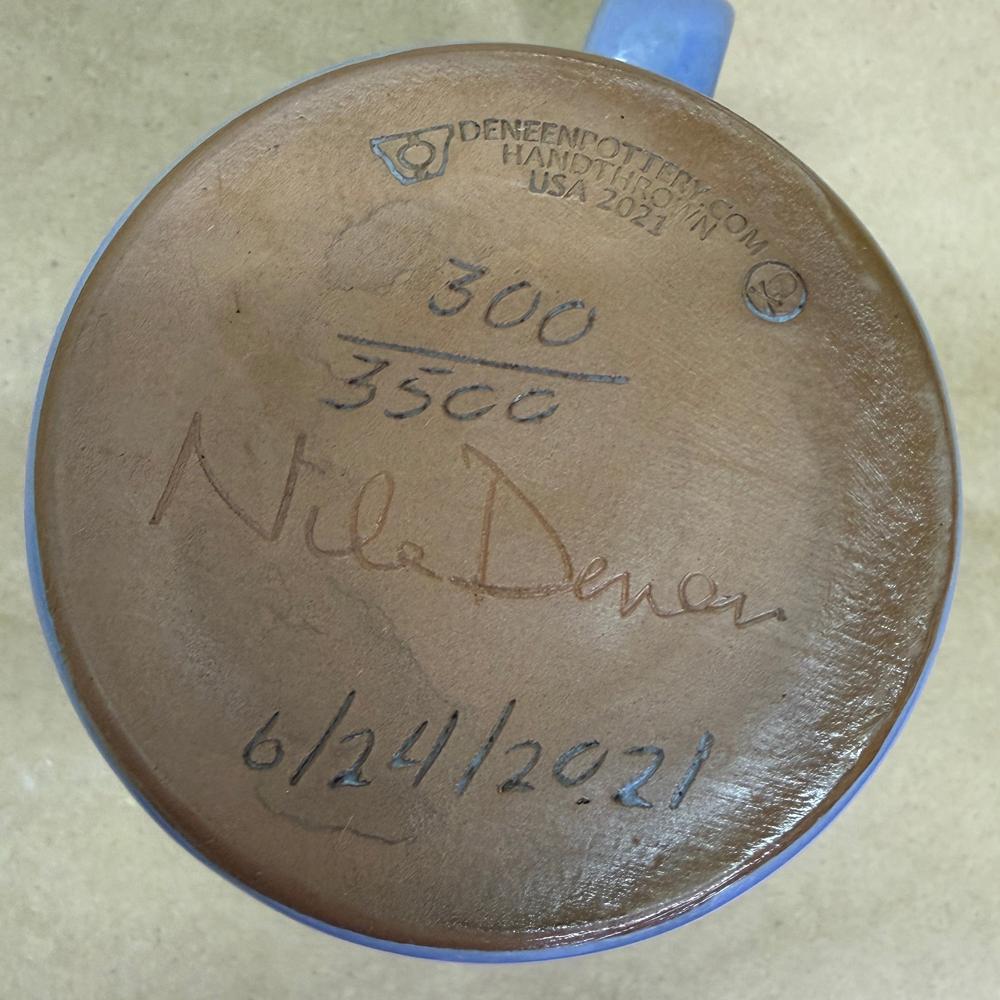 DENEENPOTTERY.COM
HANDTHROWN
USA 2021
300
3500
Nile Deneen
6/24/2021